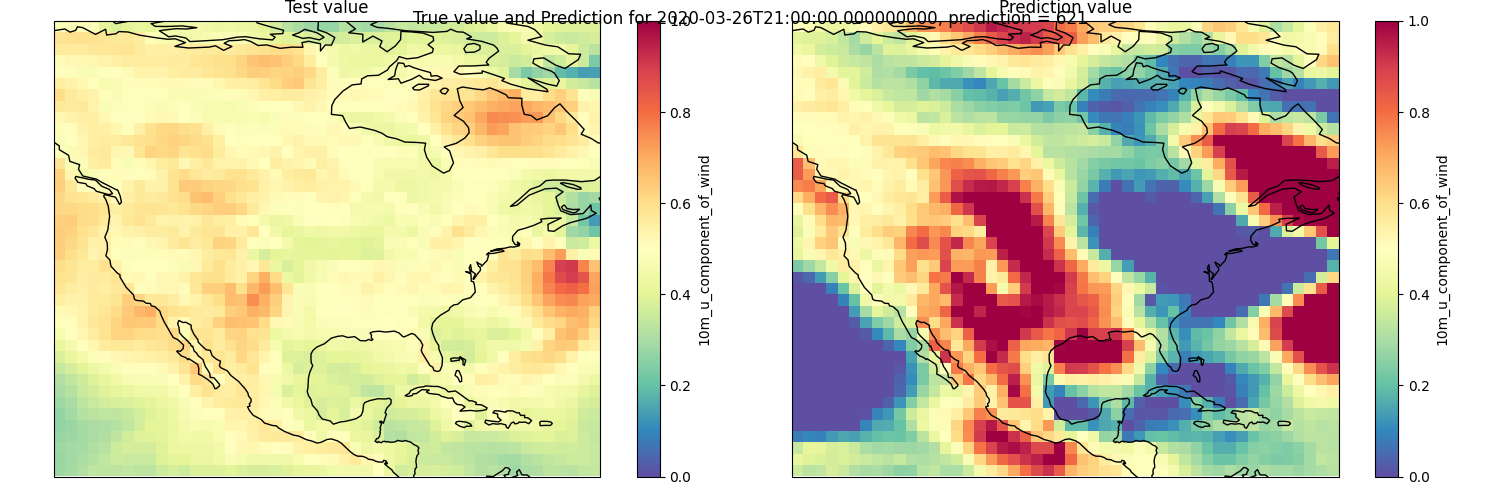 Test value
Prediction value
True value and Prediction for 2020-03-26T21:00:00.000000000, prediction = 621
1.0
0.8
0.6
0.4
0.2
0.0
10m_u_component_of_wind
1.0
0.8
0.6
0.4
0.2
0.0
10m_u_component_of_wind